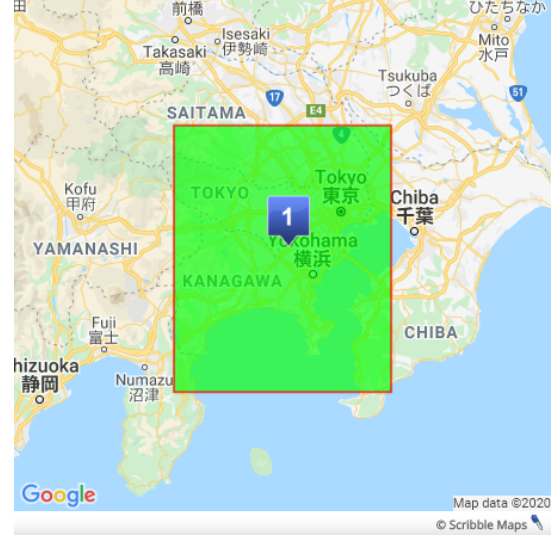 田
前橋
Isesaki
伊勢崎
Takasaki
高崎
ひたちなか
Mito
水戸
Tsukuba
つくば
17
E4
51
SAITAMA
4
TOKYO
Tokyo
東京
1
Kofu
甲府
Chiba
千葉
YAMANASHI
Yokohama
横浜
KANAGAWA
Fuji
富士
CHIBA
hizuoka
静岡
Numazu
沼津
Google
Map data ©2020
© Scribble Maps